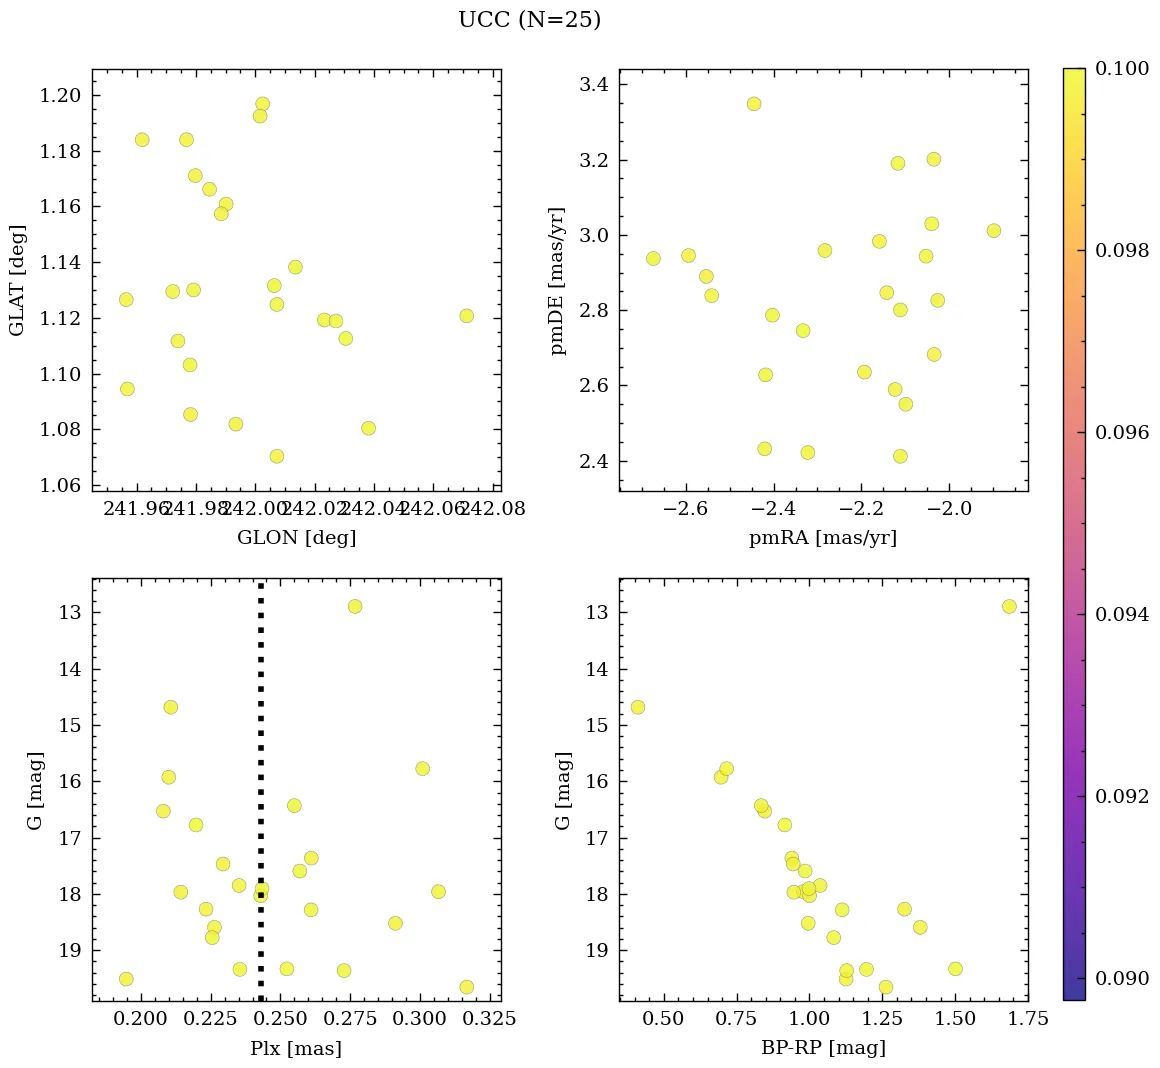 UCC (N=25)
1.20
1.18
1.16
1.14
1.12
1.10
1.08
1.06
GLAT [deg]
241.96 241.98 242.00 242.02 242.04 242.06 242.08
GLON [deg]
3.4
3.2
3.0
2.8
2.6
2.4
pmDE [mas/yr]
−2.6 −2.4 −2.2 −2.0
pmRA [mas/yr]
0.100
0.098
0.096
0.094
0.092
0.090
13
14
15
16
17
18
19
G [mag]
0.200 0.225 0.250 0.275 0.300 0.325
Plx [mas]
13
14
15
16
17
18
19
G [mag]
0.50 0.75 1.00 1.25 1.50 1.75
BP-RP [mag]